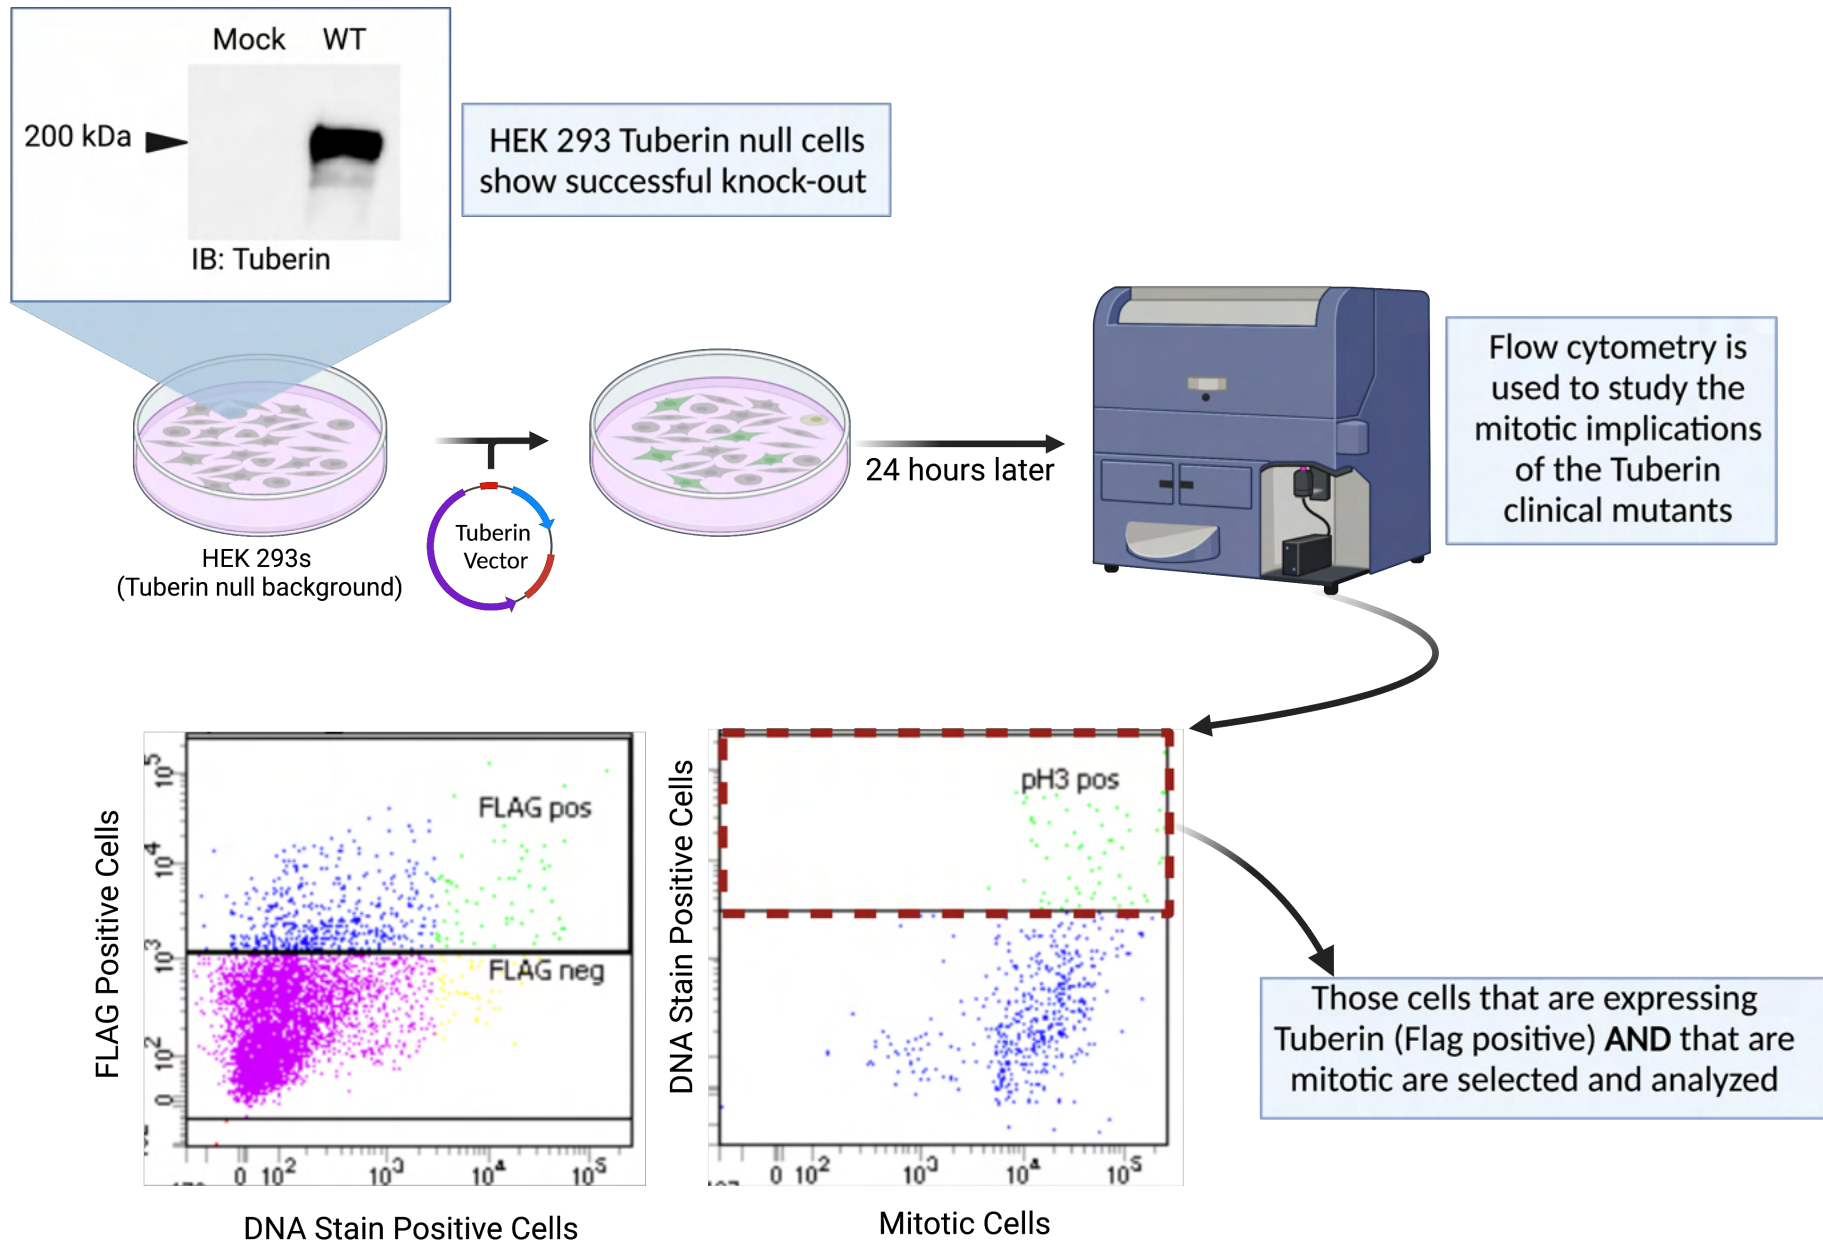 Mock WT
200 kDa
IB: Tuberin
HEK 293 Tuberin null cells
show successful knock-out
HEK 293s
(Tuberin null background)
Tuberin
Vector
24 hours later
Flow cytometry is
used to study the
mitotic implications
of the Tuberin
clinical mutants
FLAG Positive Cells
10^5
10^4
10^3
10^2
0
FLAG pos
FLAG neg
0 10^2 10^3 10^4 10^5
DNA Stain Positive Cells
DNA Stain Positive Cells
pH3 pos
0 10^2 10^3 10^4 10^5
Mitotic Cells
Those cells that are expressing
Tuberin (Flag positive) AND that are
mitotic are selected and analyzed